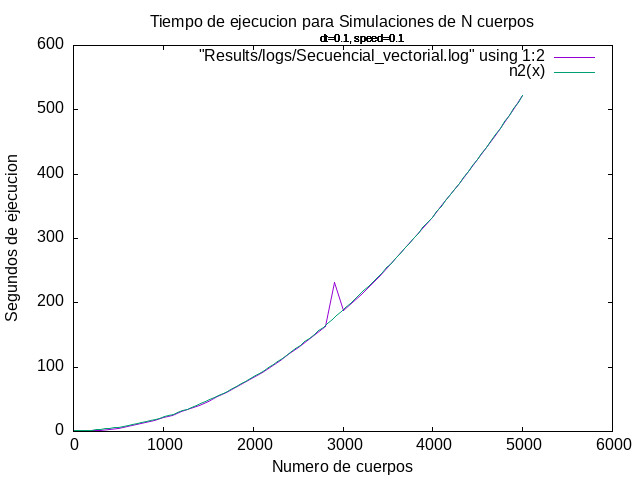 Tiempo de ejecucion para Simulaciones de N cuerpos
dt=0.1, speed=0.1
"Results/logs/Secuencial_vectorial.log" using 1:2
n2(x)
600
500
400
300
200
100
0
Segundos de ejecucion
0 1000 2000 3000 4000 5000 6000
Numero de cuerpos